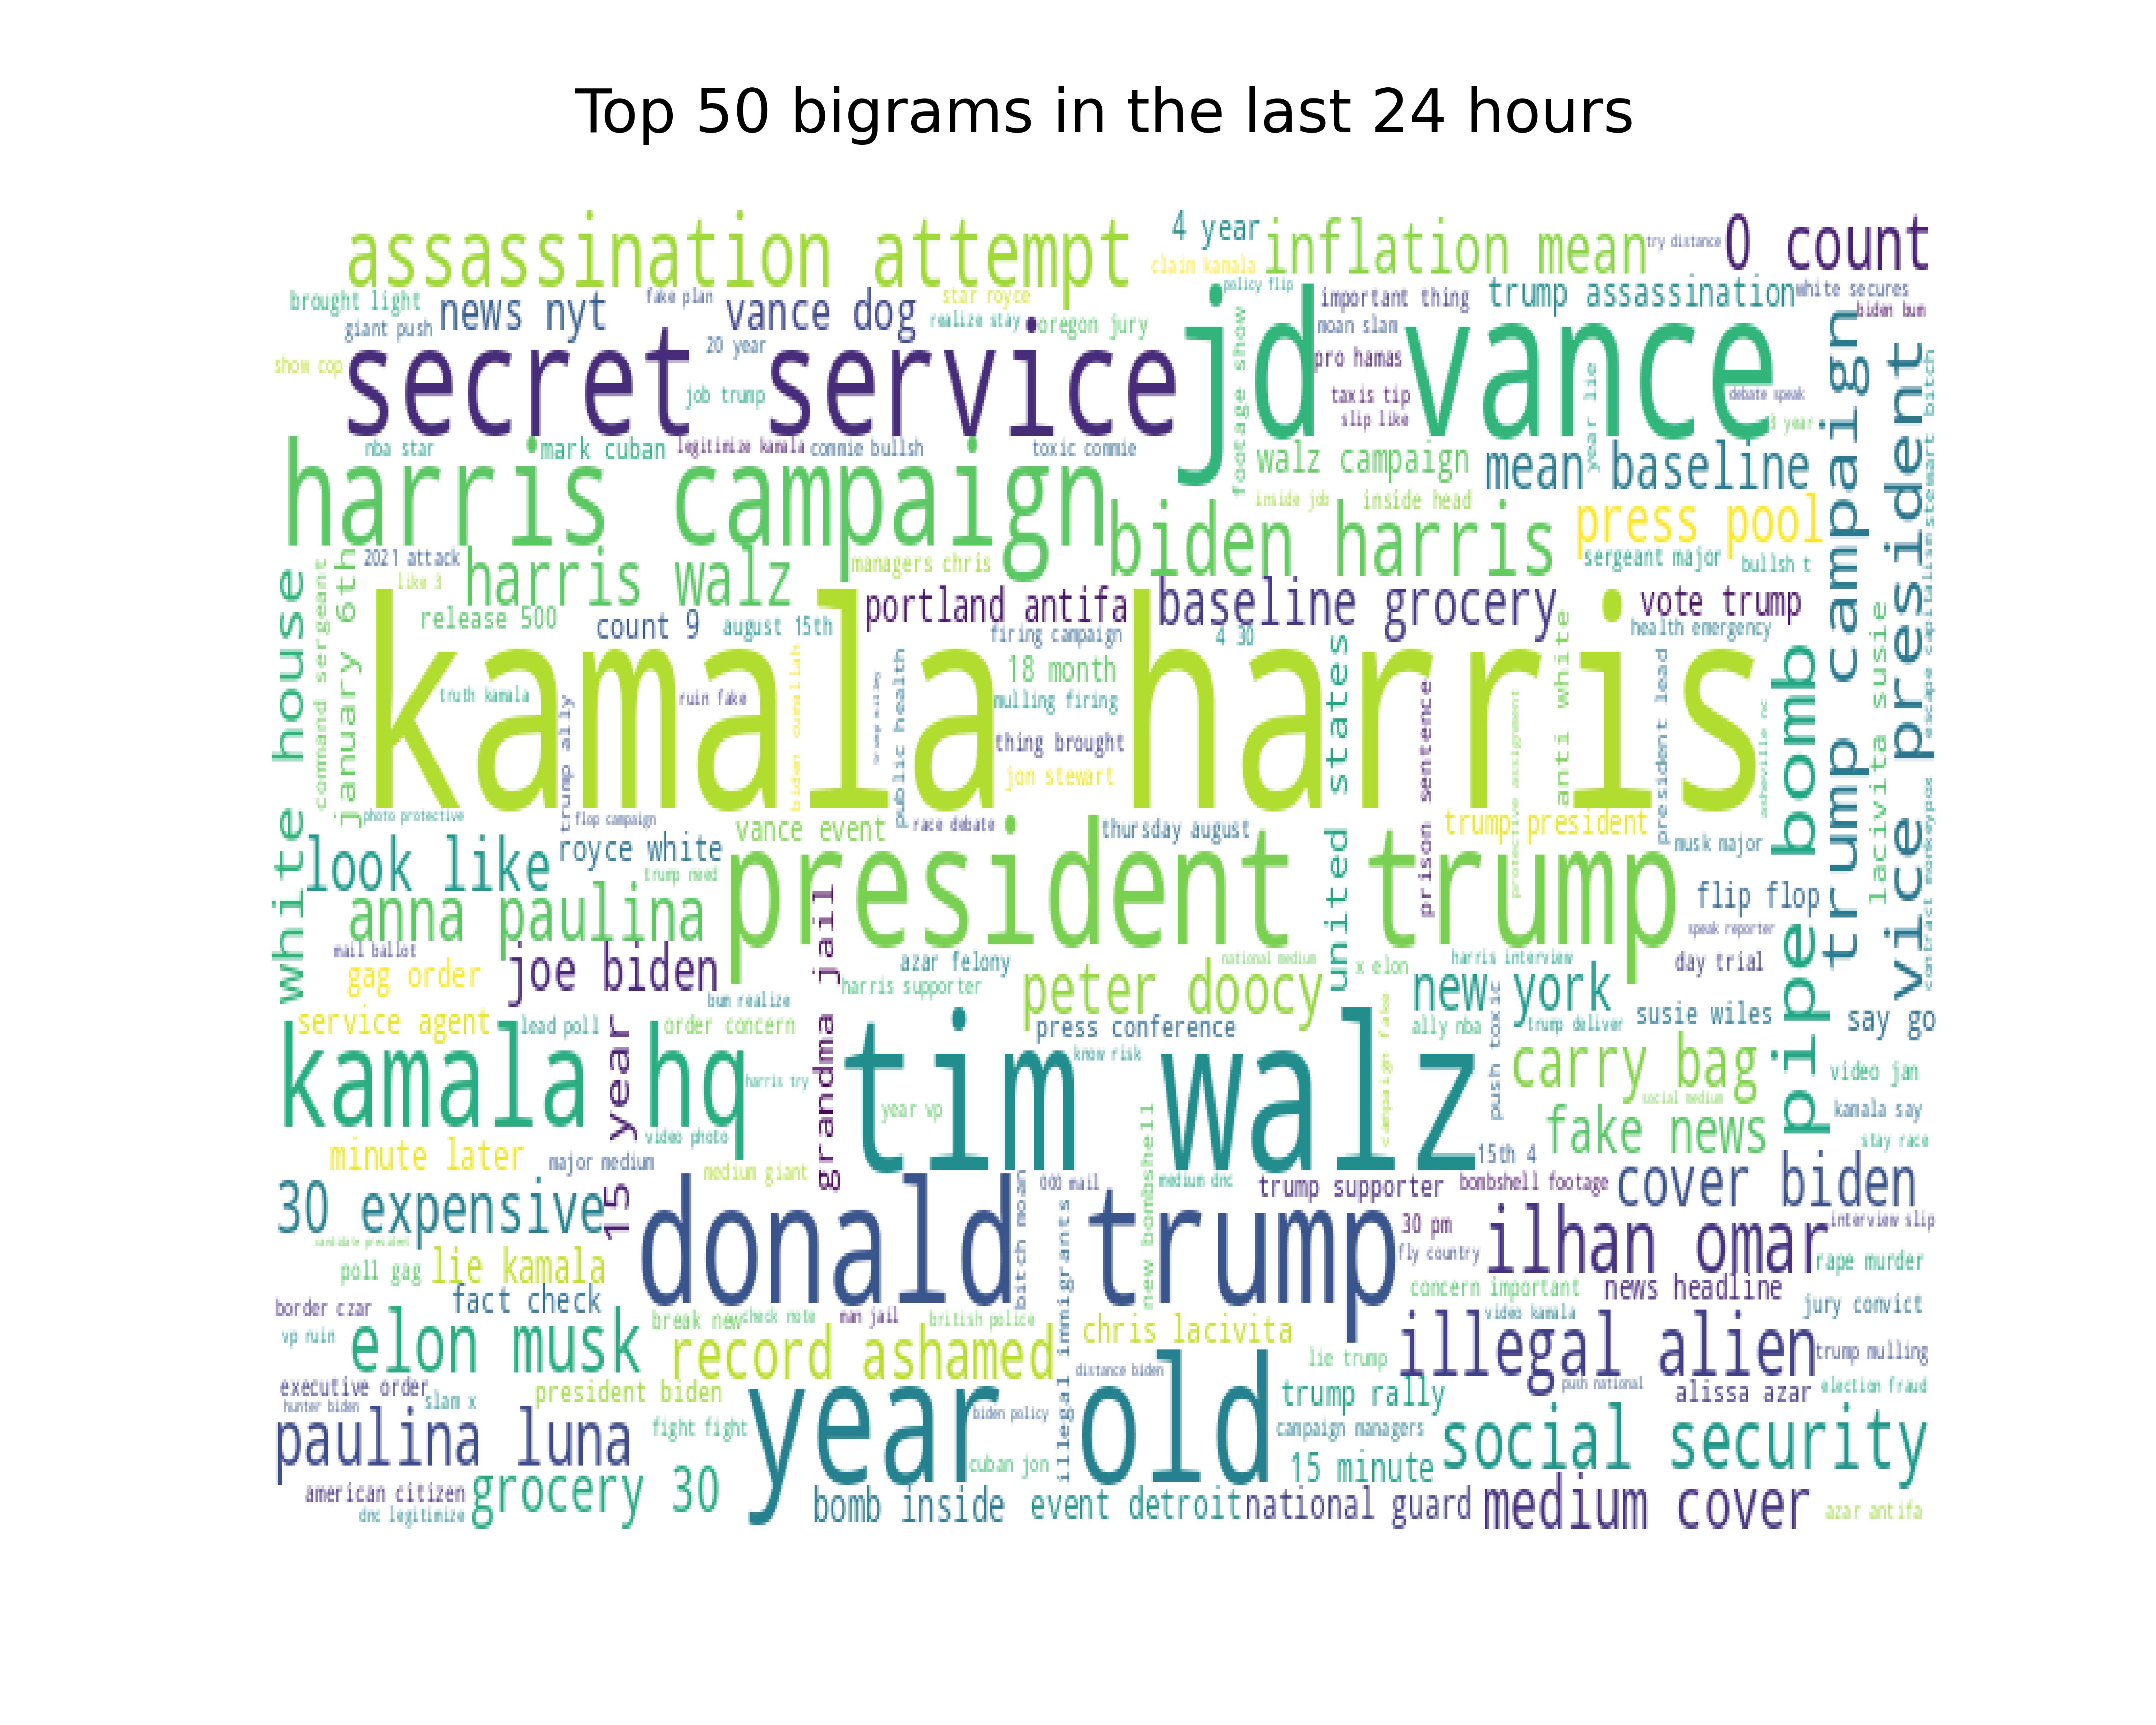 Top 50 bigrams in the last 24 hours
assassination attempt
4 year
inflation mean
try distance
0 count
claim kamala
brought light
news nyt
fake plan
vance dog
star royce
policy flip
important thing
trump assassination
white secures
giant push
realize stay
oregon jury
moan slam
biden bum
show cop
secret service
20 year
jd vance
pro hamas
job trump
taxis tip
debate speak
slip like
3 year
footage show
year lie
trump campaign
vice president
nba star
mark cuban
legitimize kamala
commie bullsh
toxic commie
harris campaign
walz campaign
mean baseline
inside job
inside head
press pool
biden harris
2021 attack
harris walz
managers chris
sergeant major
bullsh t
like 3
portland antifa
baseline grocery
vote trump
release 500
count 9
august 15th
firing campaign
4 30
health emergency
white house
command sergeant
january 6th
kamala harris
18 month
truth kamala
ruin fake
mulling firing
thing brought
jon stewart
trump ally
biden cumallah
public health
united states
prison sentence
protective assignment
anti white
president lead
asheville nc
pipe bomb
lacivita susie
escape capitalism
stewart bitch
contract monkeypox
photo protective
flop campaign
vance event
race debate
thursday august
trump president
look like
royce white
president trump
musk major
trump need
flip flop
anna paulina
speak reporter
mail ballot
joe biden
azar felony
national medium
harris interview
day trial
gag order
grandma jail
harris supporter
peter doocy
x elon
new york
bum realize
service agent
lead poll
order concern
press conference
ally nba
trump deliver
susie wiles
say go
kamala hq
15 year
tim walz
know risk
carry bag
harris try
push toxic
video jan
year vp
social medium
kamala say
campaign fake
fake news
video photo
stay race
minute later
major medium
medium giant
new bombshell
15th 4
30 expensive
000 mail
medium dnc
trump supporter
bombshell footage
cover biden
donald trump
bitch moan
illegal immigrants
30 pm
ilhan omar
interview slip
candidate president
fly country
rape murder
poll gag
lie kamala
concern important
news headline
border czar
fact check
jury convict
vp ruin
elon musk
break new
check note
man jail
british police
chris lacivita
video kamala
record ashamed
lie trump
illegal alien
trump mulling
distance biden
executive order
hunter biden
slam x
president biden
year old
trump rally
push national
alissa azar
election fraud
paulina luna
fight fight
biden policy
campaign managers
social security
cuban jon
15 minute
american citizen
grocery 30
bomb inside
event detroit
national guard
medium cover
azar antifa
dnc legitimize